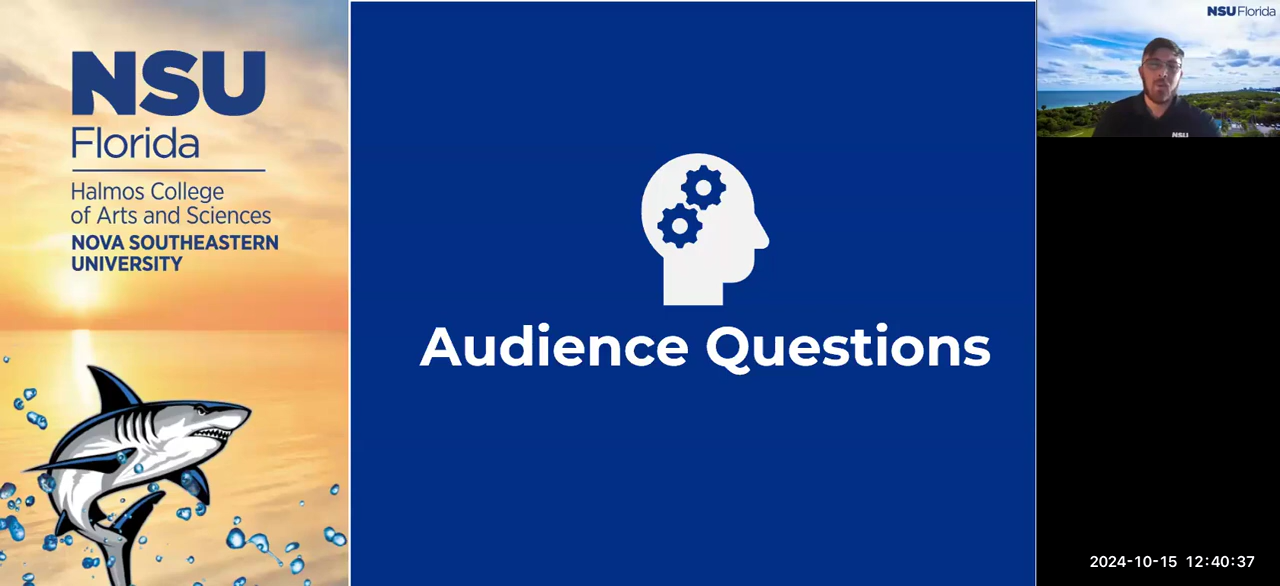 NSU
Florida
Halmos College
of Arts and Sciences
NOVA SOUTHEASTERN
UNIVERSITY
Audience Questions
NSU Florida
NSU
2024-10-15 12:40:37